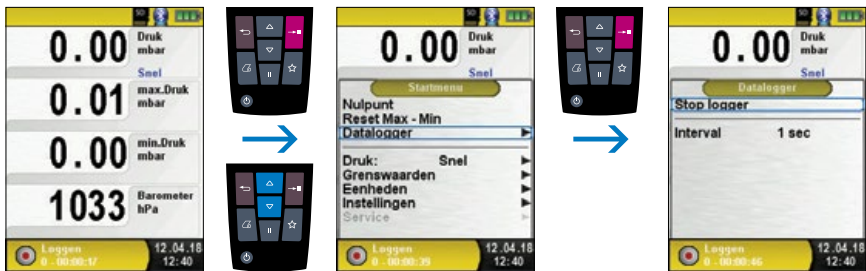 0.00 Druk mbar
Snel
0.01 max.Druk mbar
0.00 min.Druk mbar
1033 Barometer hPa
Loggen
0 - 00:00:17
12.04.18
12:40
0.00 Druk mbar
Snel
Startmenu
Nulpunt
Reset Max - Min
Datalogger
Druk: Snel
Grenswaarden
Eenheden
Instellingen
Service
Loggen
0 - 00:00:39
12.04.18
12:40
0.00 Druk mbar
Snel
Datalogger
Stop logger
Interval 1 sec
Loggen
0 - 00:00:46
12.04.18
12:40